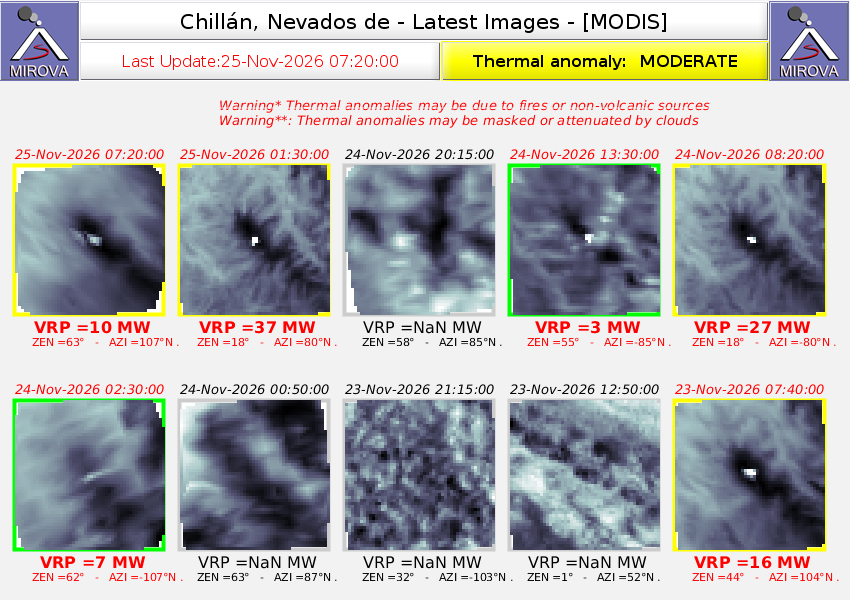 Chillán, Nevados de - Latest Images - [MODIS]
MIROVA
Last Update:25-Nov-2026 07:20:00
Thermal anomaly: MODERATE
MIROVA
Warning* Thermal anomalies may be due to fires or non-volcanic sources
Warning**: Thermal anomalies may be masked or attenuated by clouds
25-Nov-2026 07:20:00 25-Nov-2026 01:30:00 24-Nov-2026 20:15:00 24-Nov-2026 13:30:00 24-Nov-2026 08:20:00
VRP =10 MW VRP =37 MW VRP =NaN MW VRP =3 MW VRP =27 MW
ZEN =63° - AZI =107°N . ZEN =18° - AZI =80°N . ZEN =58° - AZI =85°N . ZEN =55° - AZI =-85°N . ZEN =18° - AZI =-80°N .
24-Nov-2026 02:30:00 24-Nov-2026 00:50:00 23-Nov-2026 21:15:00 23-Nov-2026 12:50:00 23-Nov-2026 07:40:00
VRP =7 MW VRP =NaN MW VRP =NaN MW VRP =NaN MW VRP =16 MW
ZEN =62° - AZI =-107°N . ZEN =63° - AZI =87°N . ZEN =32° - AZI =-103°N . ZEN =1° - AZI =52°N . ZEN =44° - AZI =104°N .